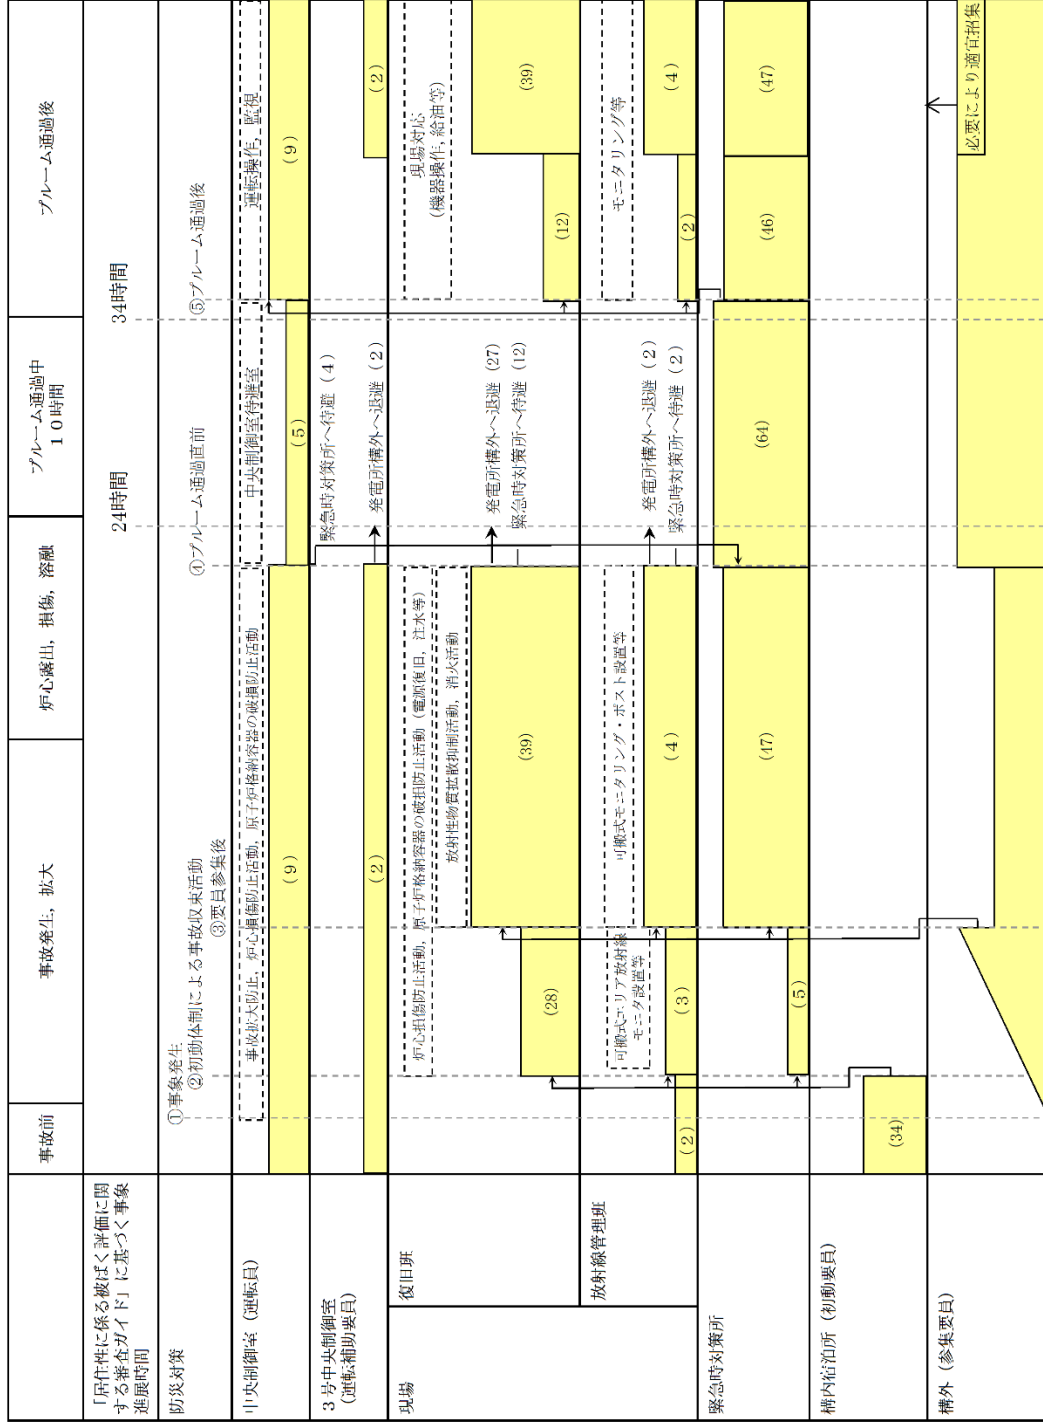 事故前
事故発生，拡大
炉心露出，損傷，溶融
プルーム通過中
１０時間
プルーム通過後
「居住性に係る被ばく評価に関
する審査ガイド」に基づく事象
進展時間
24時間
34時間
防災対策
①事象発生
②初動体制による事故収束活動
③要員参集後
④プルーム通過直前
⑤プルーム通過後
中央制御室（運転員）
事故拡大防止，炉心損傷防止活動，原子炉格納容器の破損防止活動
中央制御室待避室
運転操作，監視
（９）
（５）
（９）
緊急時対策所へ待避（４）
３号中央制御室
（運転補助要員）
（２）
発電所構外へ退避（２）
（２）
現場
復旧班
炉心損傷防止活動，原子炉格納容器の破損防止活動（電源復旧，注水等）
放射性物質拡散抑制活動，消火活動
現場対応
（機器操作，給油等）
(28)
(39)
発電所構外へ退避（27）
緊急時対策所へ待避（12）
(12)
(39)
放射線管理班
可搬式エリア放射線
モニタ設置等
可搬式モニタリング・ポスト設置等
モニタリング等
（２）
（３）
（４）
発電所構外へ退避（２）
緊急時対策所へ待避（２）
（２）
（４）
緊急時対策所
（５）
(47)
(64)
(46)
(47)
構内宿泊所（初動要員）
(34)
構外（参集要員）
必要により適宜招集